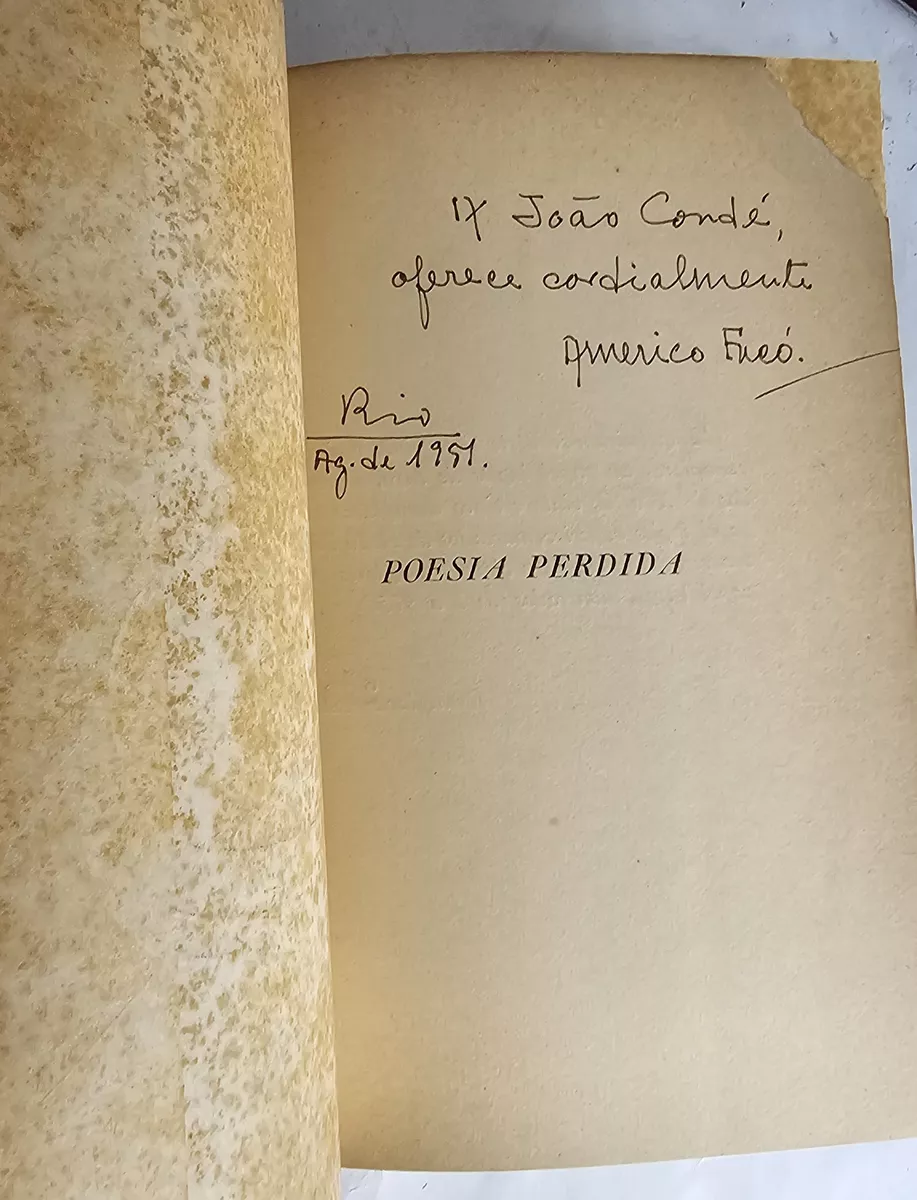 A João Condé,
oferece cordialmente
Americo Facó.
Rio
Ag. de 1951.
POESIA PERDIDA